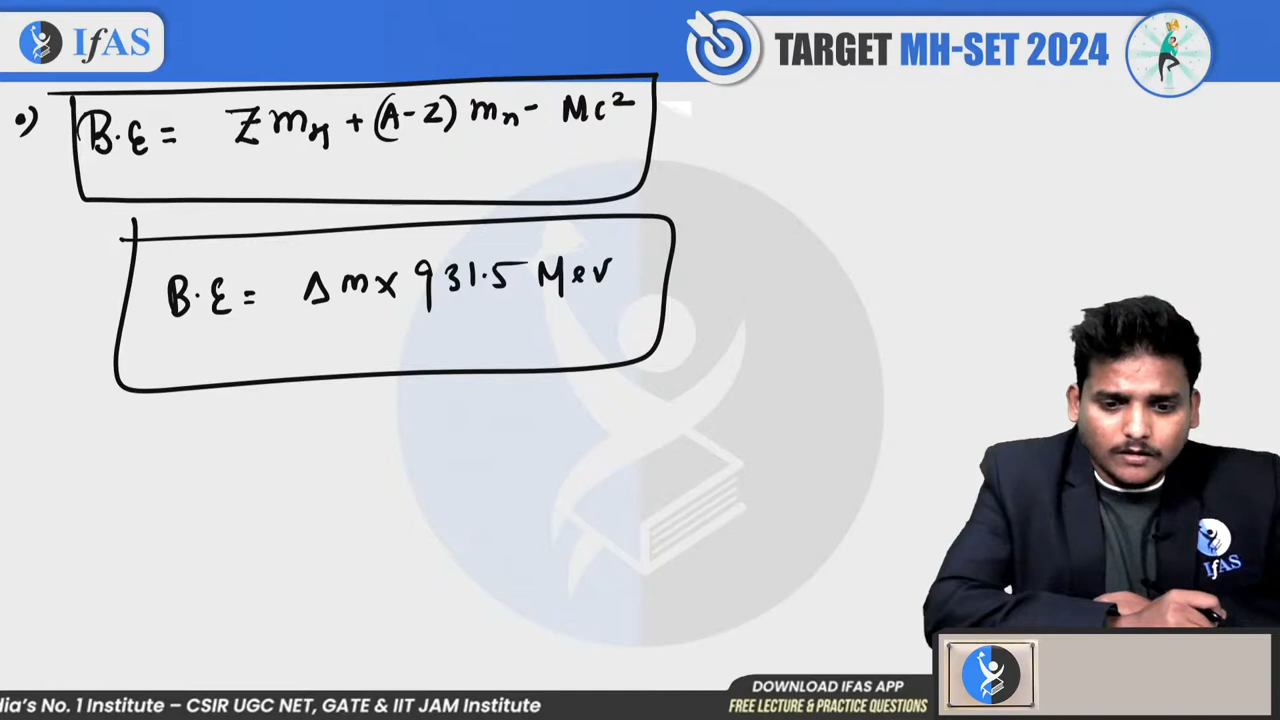 IfAS
TARGET MH-SET 2024
•) B.E = Z mH + (A-Z) mn - Mc²
B.E = Δm x 931.5 Mev
IfAS
DOWNLOAD IFAS APP
FREE LECTURE & PRACTICE QUESTIONS
dia's No. 1 Institute – CSIR UGC NET, GATE & IIT JAM Institute